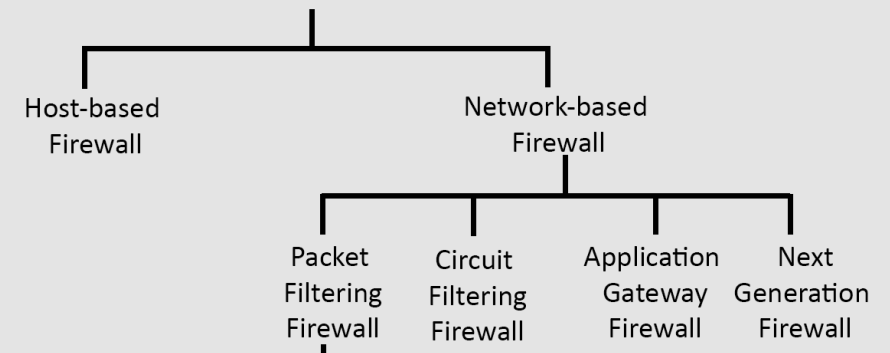 Host-based
Firewall
Network-based
Firewall
Packet
Filtering
Firewall
Circuit
Filtering
Firewall
Application
Gateway
Firewall
Next
Generation
Firewall